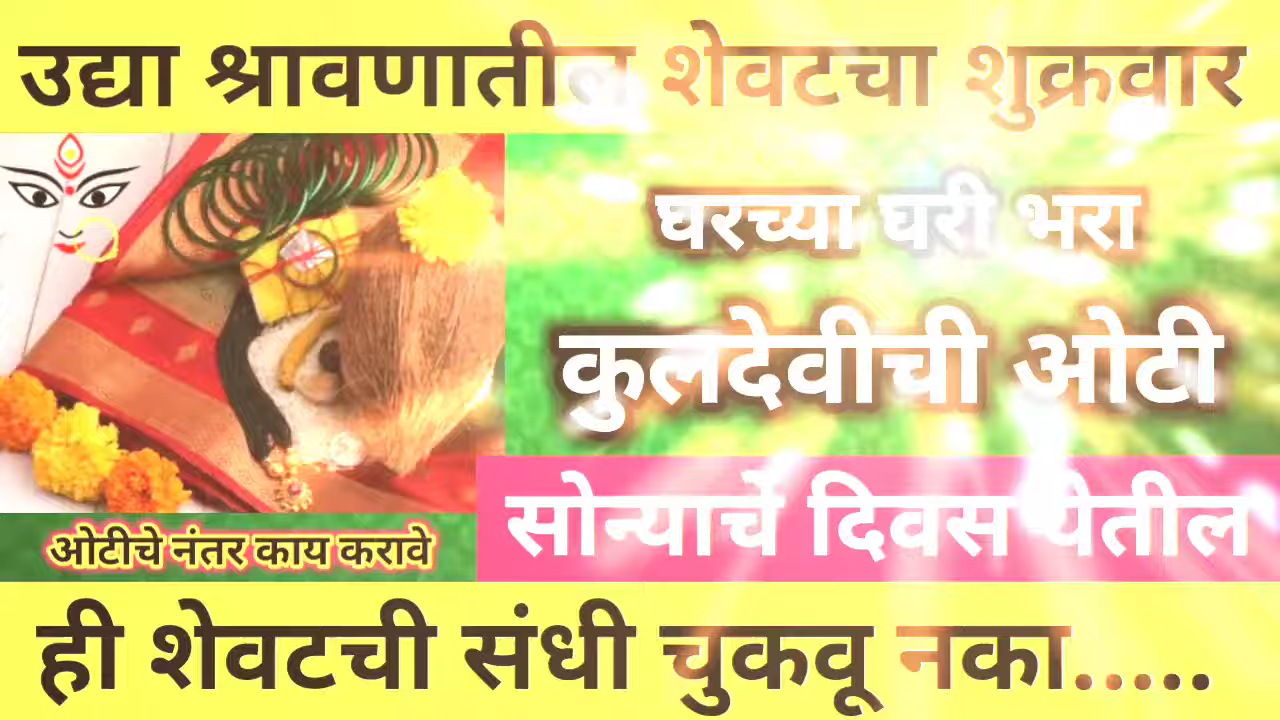 उद्या श्रावणातील शेवटचा शुक्रवार
घरच्या घरी भरा
कुलदेवीची ओटी
सोन्याचे दिवस येतील
ओटीचे नंतर काय करावे
ही शेवटची संधी चुकवू नका.....